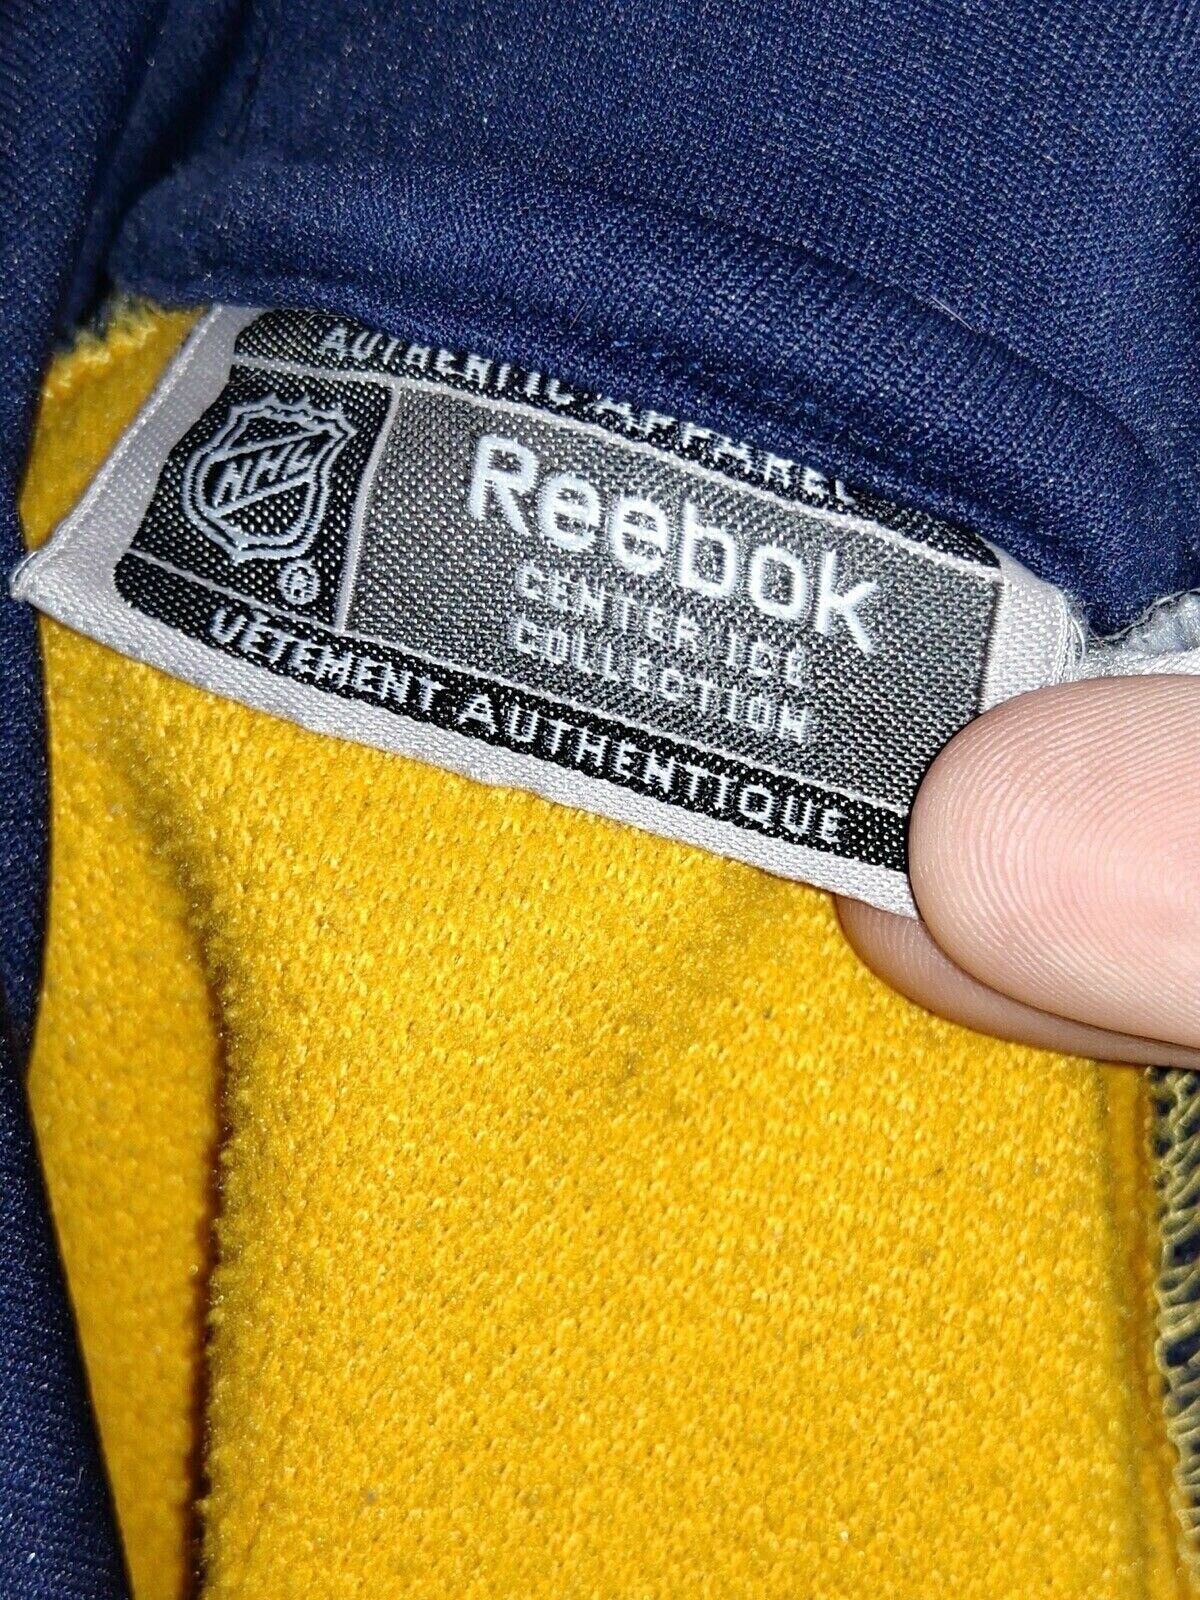 AUTHENTIC APPAREL
NHL
®
Reebok
CENTER ICE
COLLECTION
VÊTEMENT AUTHENTIQUE